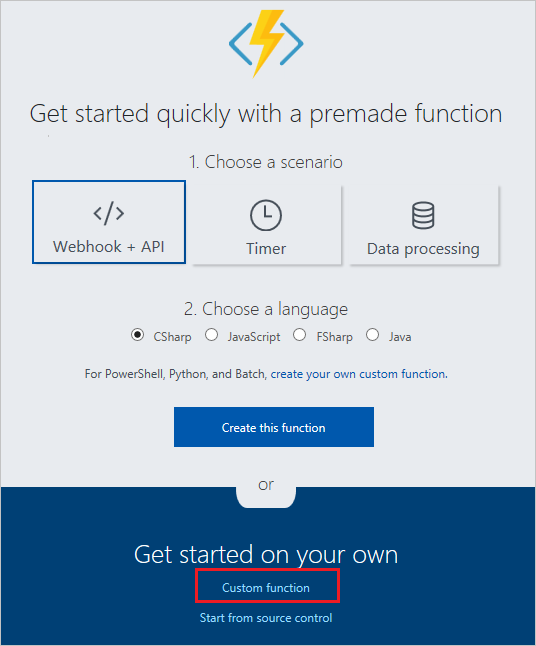 Get started quickly with a premade function
1. Choose a scenario
Webhook + API
Timer
Data processing
2. Choose a language
CSharp JavaScript FSharp Java
For PowerShell, Python, and Batch, create your own custom function.
Create this function
or
Get started on your own
Custom function
Start from source control